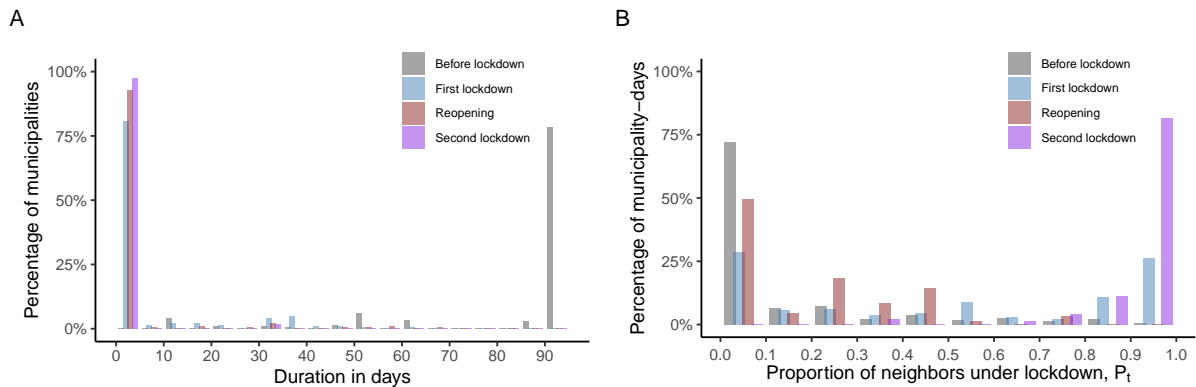 A
Percentage of municipalities
100%
75%
50%
25%
0%
Before lockdown
First lockdown
Reopening
Second lockdown
0 10 20 30 40 50 60 70 80 90
Duration in days
B
Percentage of municipality−days
100%
75%
50%
25%
0%
Before lockdown
First lockdown
Reopening
Second lockdown
0.0 0.1 0.2 0.3 0.4 0.5 0.6 0.7 0.8 0.9 1.0
Proportion of neighbors under lockdown, Pt